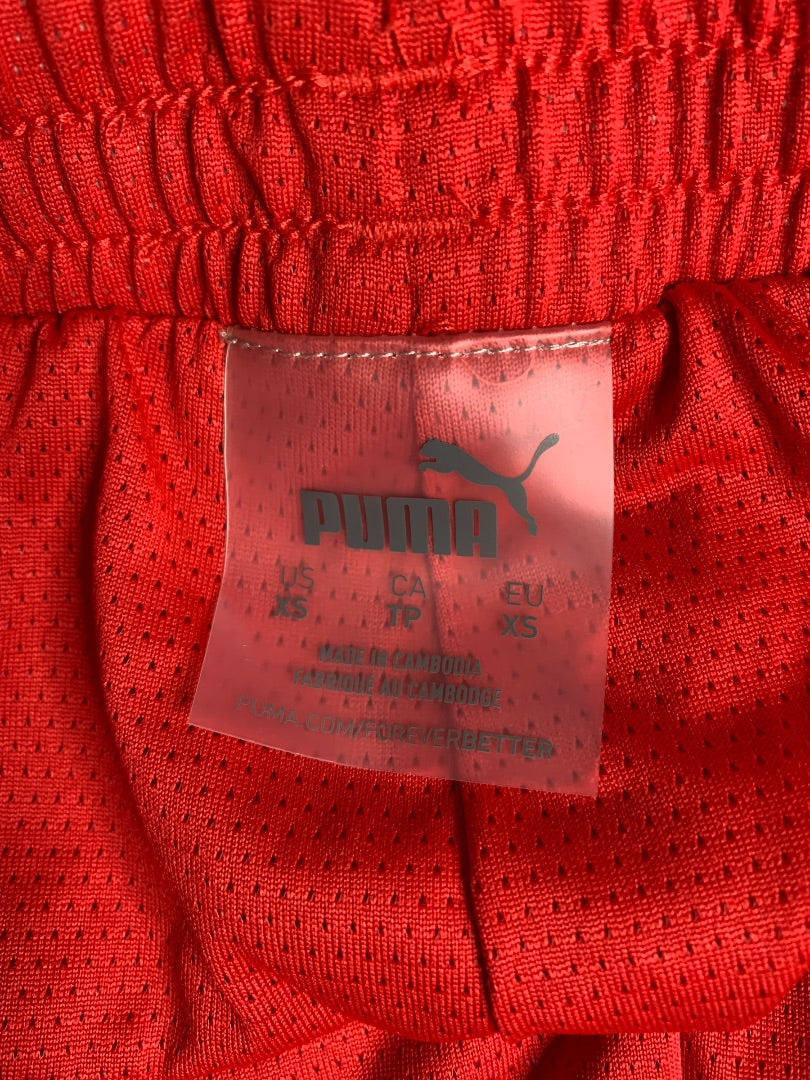 PUMA
US CA EU
XS TP XS
MADE IN CAMBODIA
FABRIQUÉ AU CAMBODGE
PUMA.COM/FOREVERBETTER